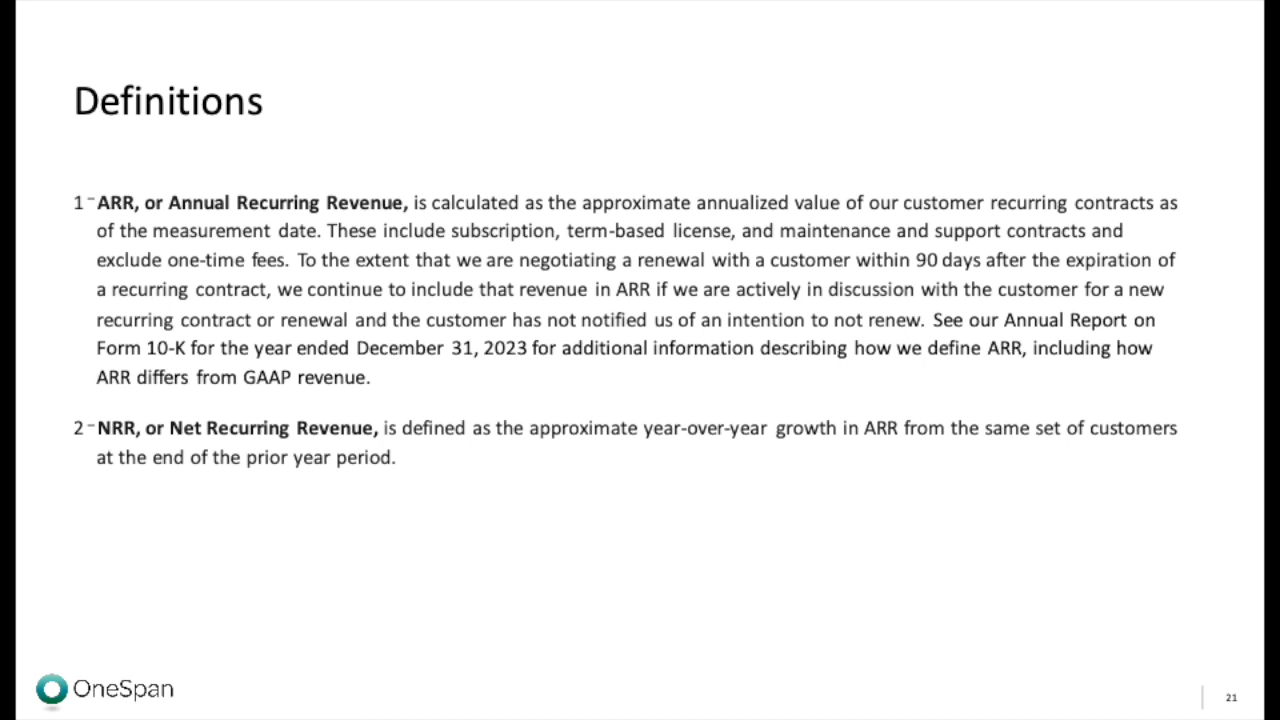 Definitions
1 - ARR, or Annual Recurring Revenue, is calculated as the approximate annualized value of our customer recurring contracts as
of the measurement date. These include subscription, term-based license, and maintenance and support contracts and
exclude one-time fees. To the extent that we are negotiating a renewal with a customer within 90 days after the expiration of
a recurring contract, we continue to include that revenue in ARR if we are actively in discussion with the customer for a new
recurring contract or renewal and the customer has not notified us of an intention to not renew. See our Annual Report on
Form 10-K for the year ended December 31, 2023 for additional information describing how we define ARR, including how
ARR differs from GAAP revenue.
2 - NRR, or Net Recurring Revenue, is defined as the approximate year-over-year growth in ARR from the same set of customers
at the end of the prior year period.
OneSpan
21